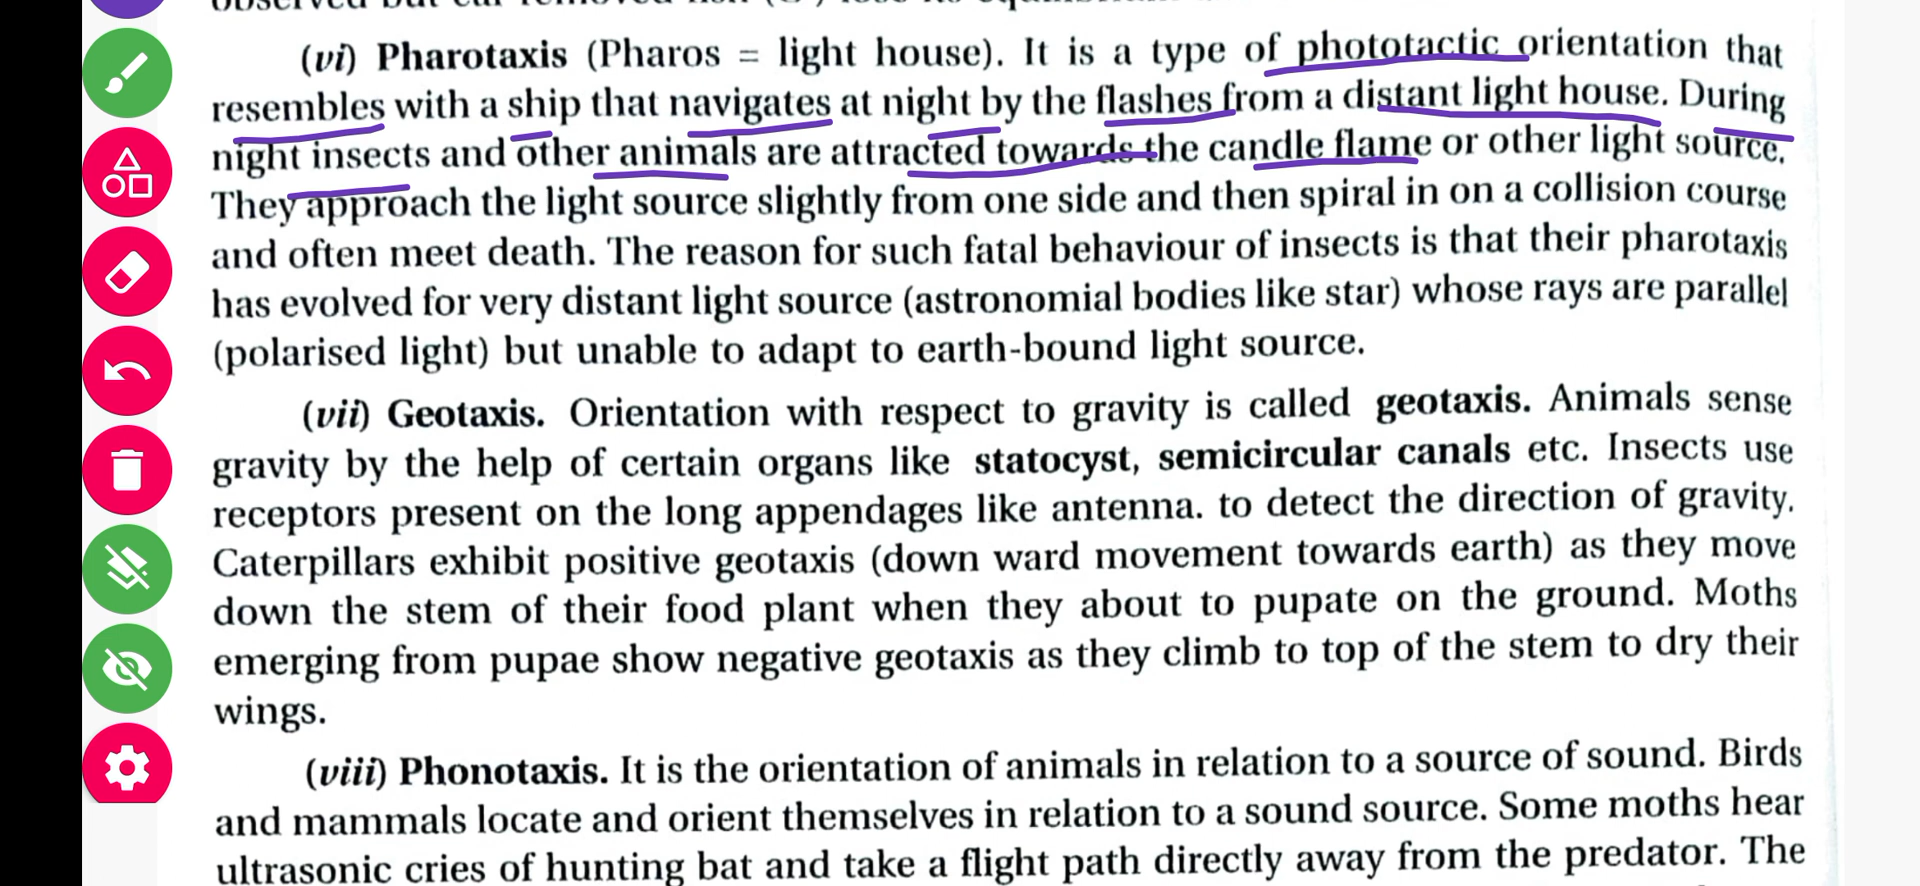 (vi) Pharotaxis (Pharos = light house). It is a type of phototactic orientation that
resembles with a ship that navigates at night by the flashes from a distant light house. During
night insects and other animals are attracted towards the candle flame or other light source.
They approach the light source slightly from one side and then spiral in on a collision course
and often meet death. The reason for such fatal behaviour of insects is that their pharotaxis
has evolved for very distant light source (astronomial bodies like star) whose rays are parallel
(polarised light) but unable to adapt to earth-bound light source.
(vii) Geotaxis. Orientation with respect to gravity is called geotaxis. Animals sense
gravity by the help of certain organs like statocyst, semicircular canals etc. Insects use
receptors present on the long appendages like antenna. to detect the direction of gravity.
Caterpillars exhibit positive geotaxis (down ward movement towards earth) as they move
down the stem of their food plant when they about to pupate on the ground. Moths
emerging from pupae show negative geotaxis as they climb to top of the stem to dry their
wings.
(viii) Phonotaxis. It is the orientation of animals in relation to a source of sound. Birds
and mammals locate and orient themselves in relation to a sound source. Some moths hear
ultrasonic cries of hunting bat and take a flight path directly away from the predator. The